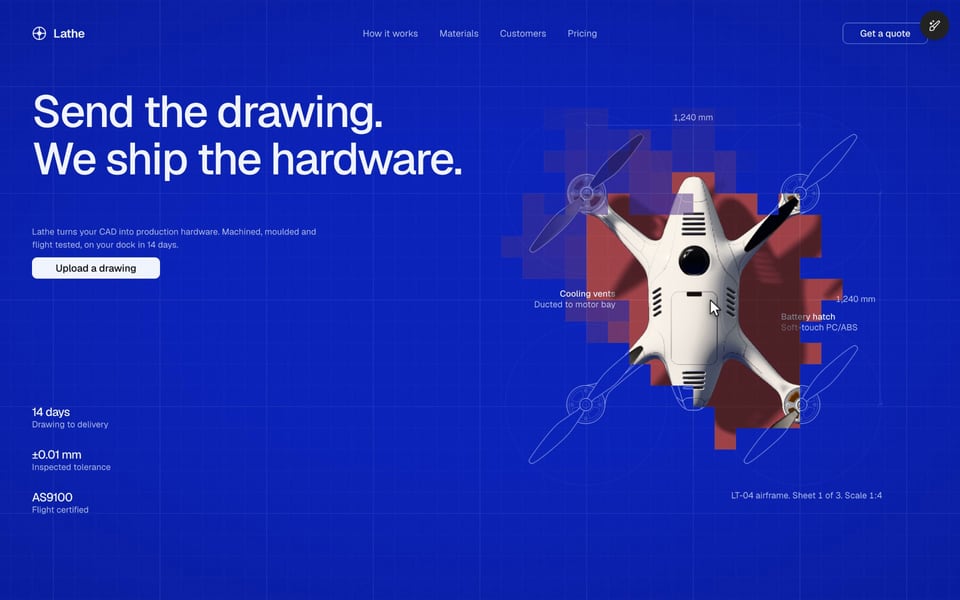 Lathe
How it works
Materials
Customers
Pricing
Get a quote
Send the drawing.
We ship the hardware.
Lathe turns your CAD into production hardware. Machined, moulded and
flight tested, on your dock in 14 days.
Upload a drawing
1,240 mm
Cooling vents
Ducted to motor bay
1,240 mm
Battery hatch
Soft-touch PC/ABS
14 days
Drawing to delivery
±0.01 mm
Inspected tolerance
AS9100
Flight certified
LT-04 airframe. Sheet 1 of 3. Scale 1:4